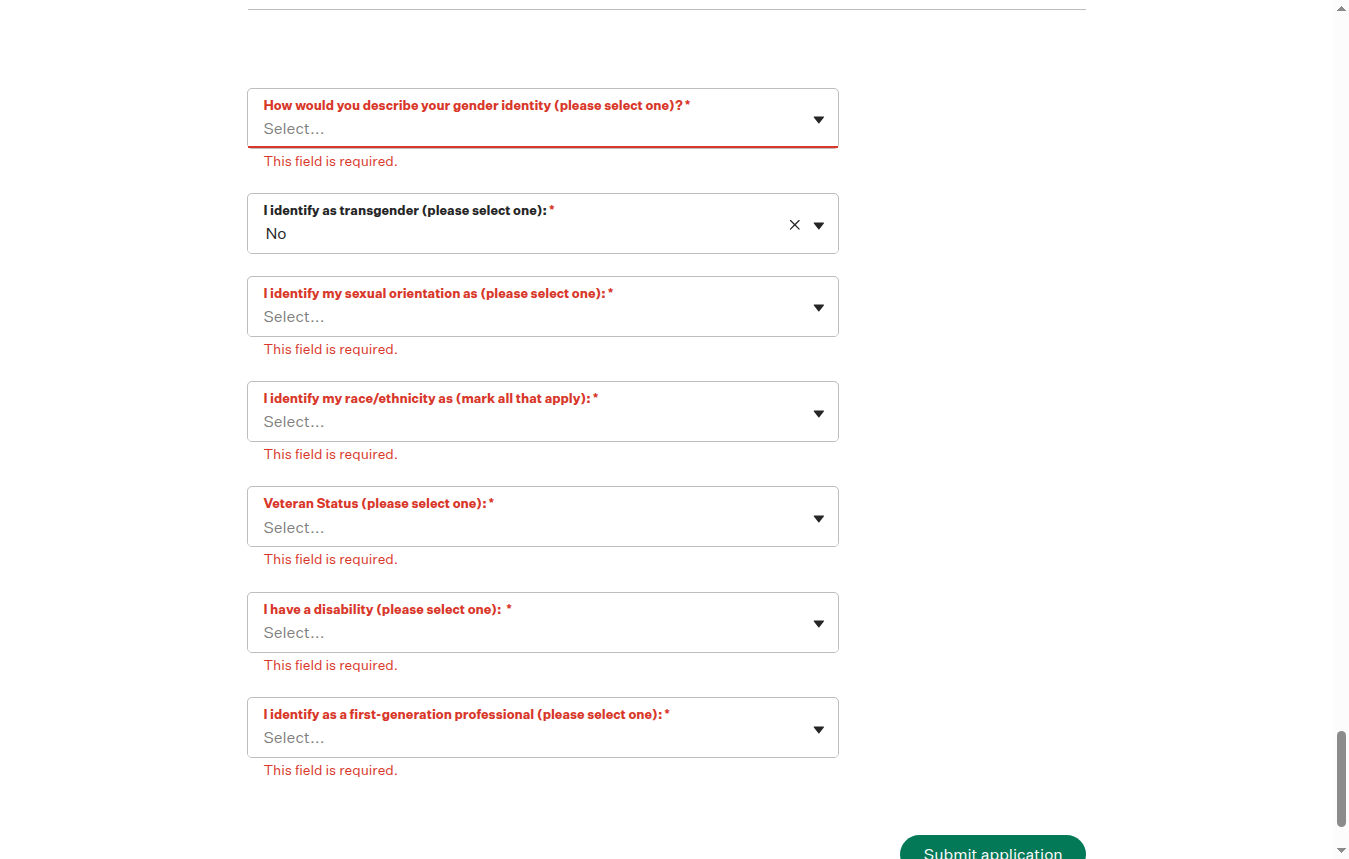 How would you describe your gender identity (please select one)?*
Select...
This field is required.
I identify as transgender (please select one):*
No
I identify my sexual orientation as (please select one):*
Select...
This field is required.
I identify my race/ethnicity as (mark all that apply):*
Select...
This field is required.
Veteran Status (please select one):*
Select...
This field is required.
I have a disability (please select one): *
Select...
This field is required.
I identify as a first-generation professional (please select one):*
Select...
This field is required.
Submit application